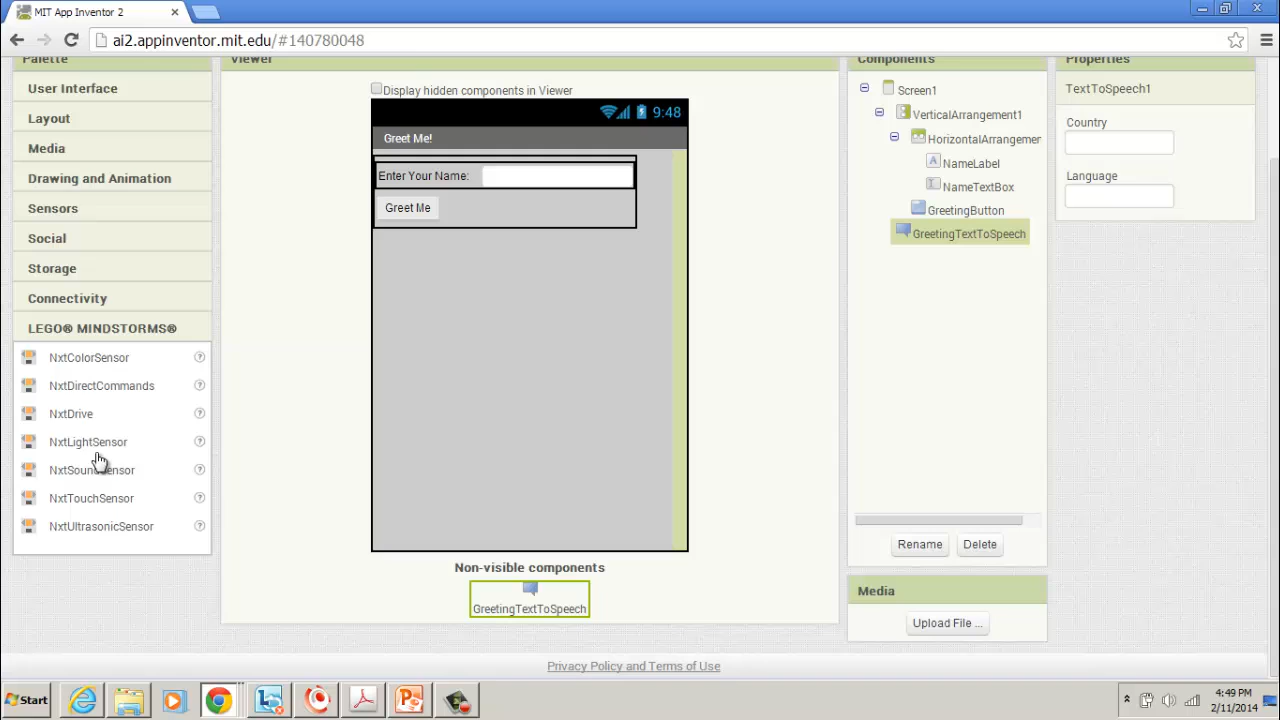 MIT App Inventor 2
ai2.appinventor.mit.edu/#140780048
Palette
User Interface
Layout
Media
Drawing and Animation
Sensors
Social
Storage
Connectivity
LEGO® MINDSTORMS®
NxtColorSensor
NxtDirectCommands
NxtDrive
NxtLightSensor
NxtSoundSensor
NxtTouchSensor
NxtUltrasonicSensor
Viewer
Display hidden components in Viewer
9:48
Greet Me!
Enter Your Name:
Greet Me
Non-visible components
GreetingTextToSpeech
Components
Screen1
VerticalArrangement1
HorizontalArrangemer
NameLabel
NameTextBox
GreetingButton
GreetingTextToSpeech
Rename
Delete
Media
Upload File ...
Properties
TextToSpeech1
Country
Language
Privacy Policy and Terms of Use
Start
4:49 PM
2/11/2014